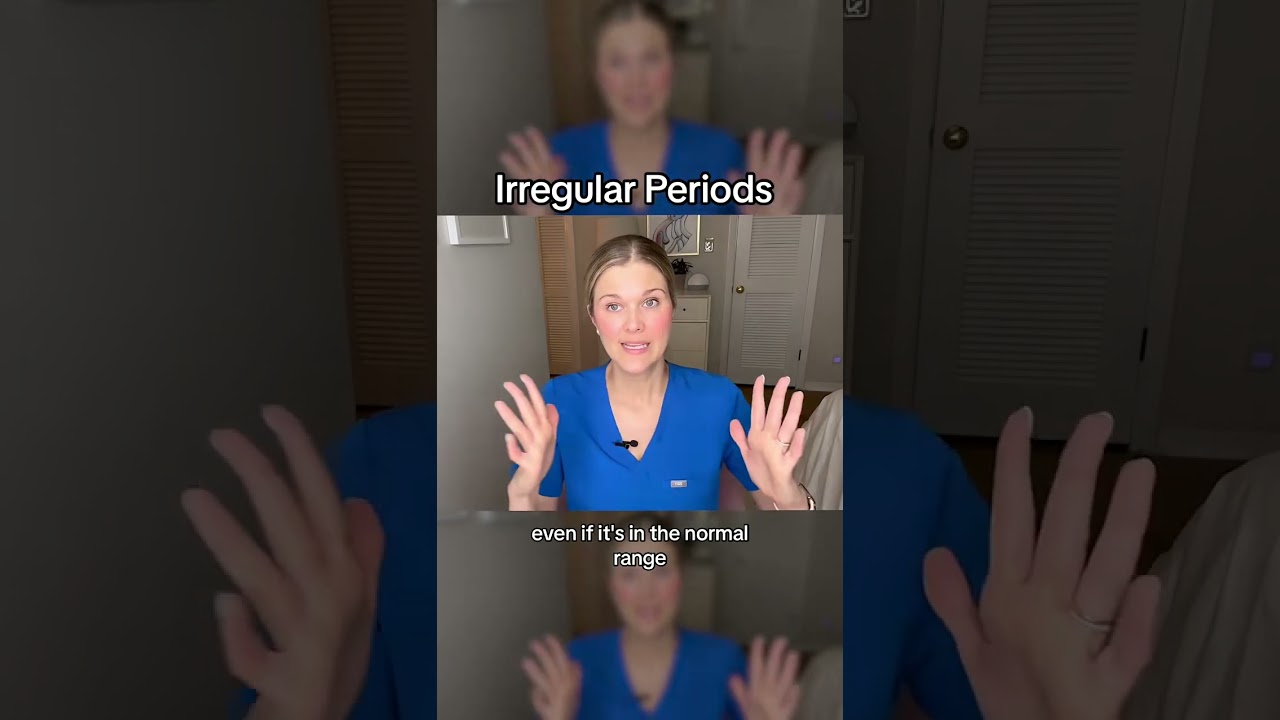 Irregular Periods
even if it's in the normal
range